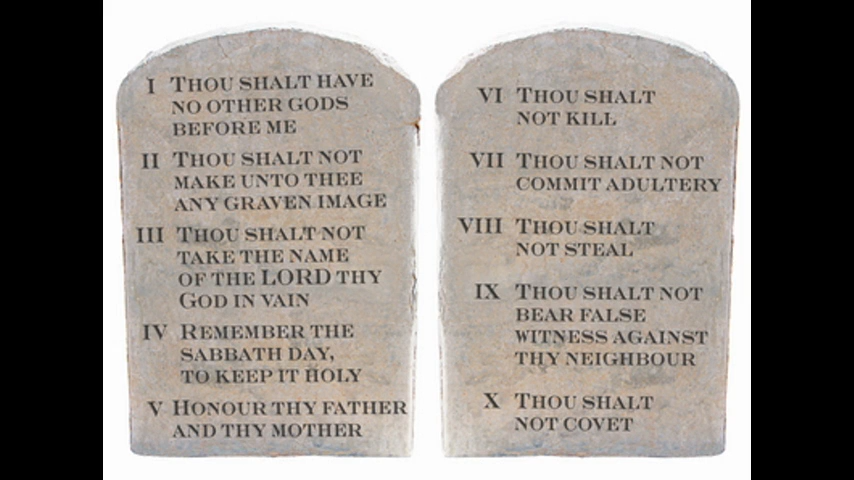 I THOU SHALT HAVE
NO OTHER GODS
BEFORE ME
II THOU SHALT NOT
MAKE UNTO THEE
ANY GRAVEN IMAGE
III THOU SHALT NOT
TAKE THE NAME
OF THE LORD THY
GOD IN VAIN
IV REMEMBER THE
SABBATH DAY,
TO KEEP IT HOLY
V HONOUR THY FATHER
AND THY MOTHER
VI THOU SHALT
NOT KILL
VII THOU SHALT NOT
COMMIT ADULTERY
VIII THOU SHALT
NOT STEAL
IX THOU SHALT NOT
BEAR FALSE
WITNESS AGAINST
THY NEIGHBOUR
X THOU SHALT
NOT COVET